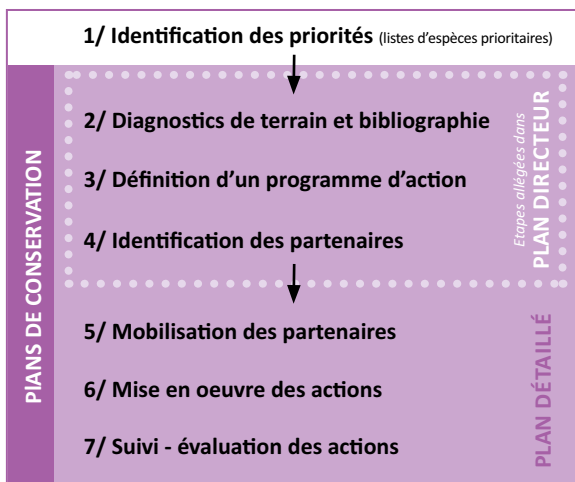 1/ Identification des priorités (listes d'espèces prioritaires)
2/ Diagnostics de terrain et bibliographie
3/ Définition d'un programme d'action
4/ Identification des partenaires
Etapes allégées dans
PLAN DIRECTEUR
5/ Mobilisation des partenaires
6/ Mise en oeuvre des actions
7/ Suivi - évaluation des actions
PLAN DÉTAILLÉ
PlANS DE CONSERVATION